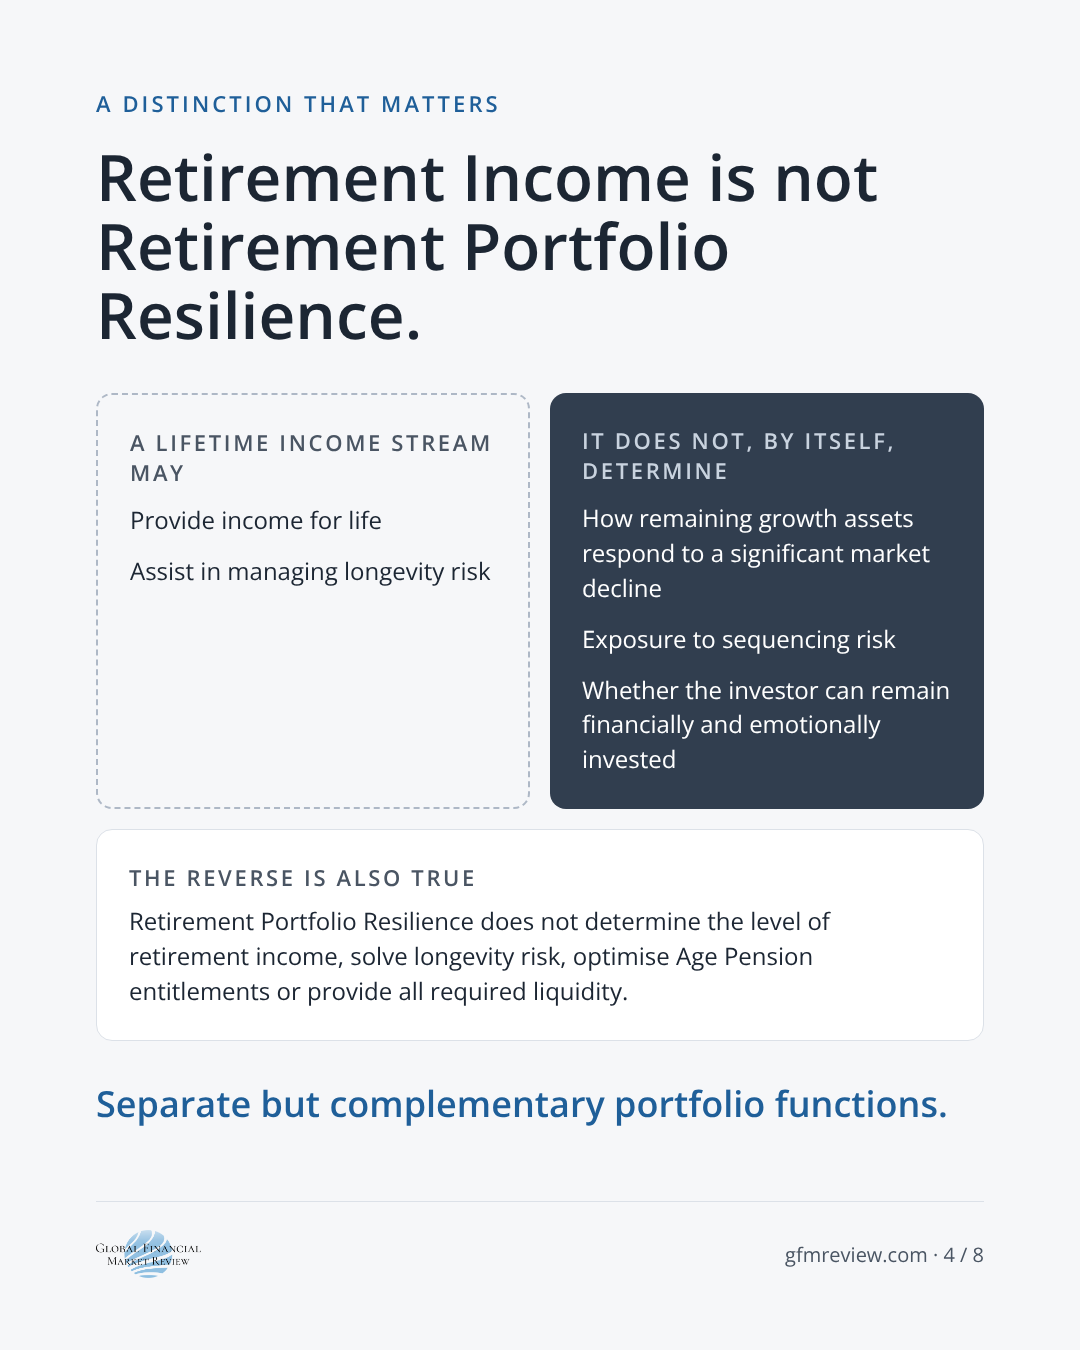 A DISTINCTION THAT MATTERS
Retirement Income is not
Retirement Portfolio
Resilience.
A LIFETIME INCOME STREAM
MAY
Provide income for life
Assist in managing longevity risk
IT DOES NOT, BY ITSELF,
DETERMINE
How remaining growth assets
respond to a significant market
decline
Exposure to sequencing risk
Whether the investor can remain
financially and emotionally
invested
THE REVERSE IS ALSO TRUE
Retirement Portfolio Resilience does not determine the level of
retirement income, solve longevity risk, optimise Age Pension
entitlements or provide all required liquidity.
Separate but complementary portfolio functions.
GLOBAL FINANCIAL
MARKET REVIEW
gfmreview.com · 4 / 8